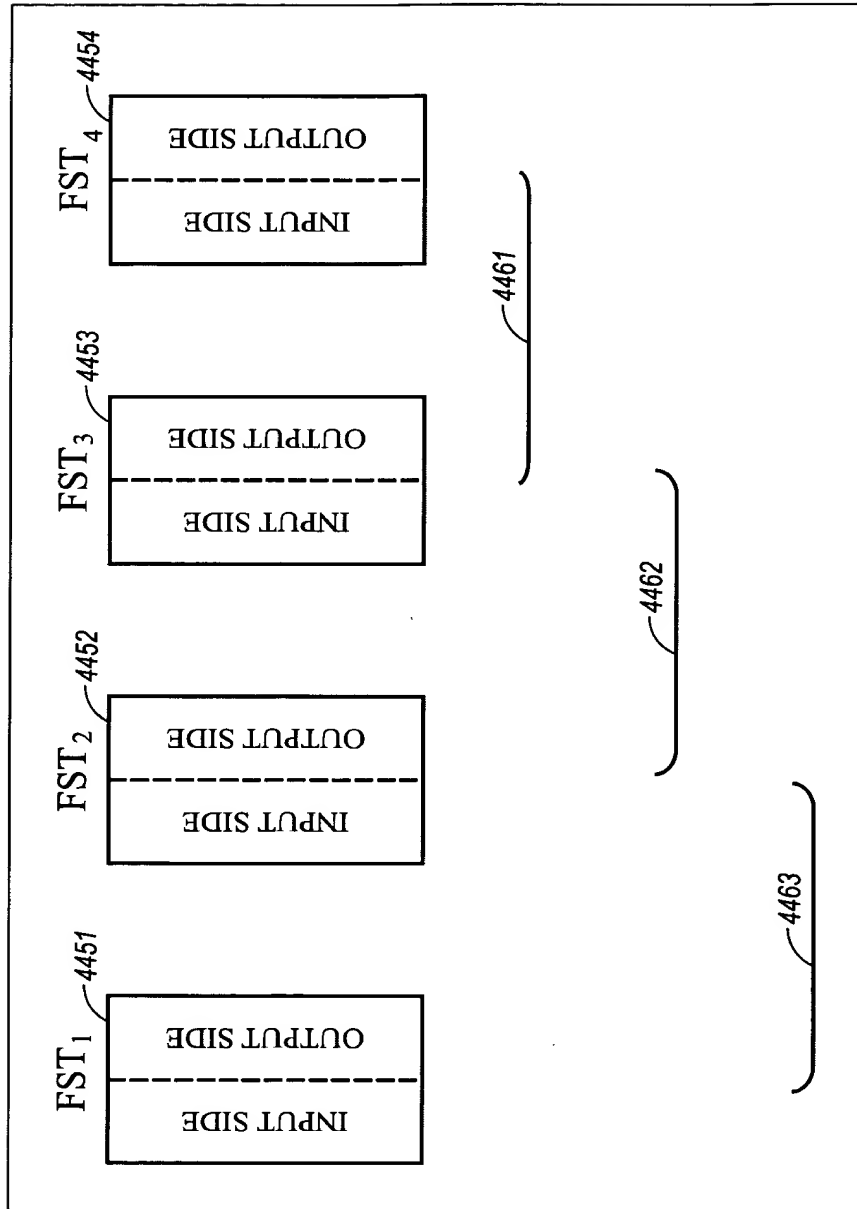 FST₁
4451
INPUT SIDE
OUTPUT SIDE
FST₂
4452
INPUT SIDE
OUTPUT SIDE
FST₃
4453
INPUT SIDE
OUTPUT SIDE
FST₄
4454
INPUT SIDE
OUTPUT SIDE
4461
4462
4463